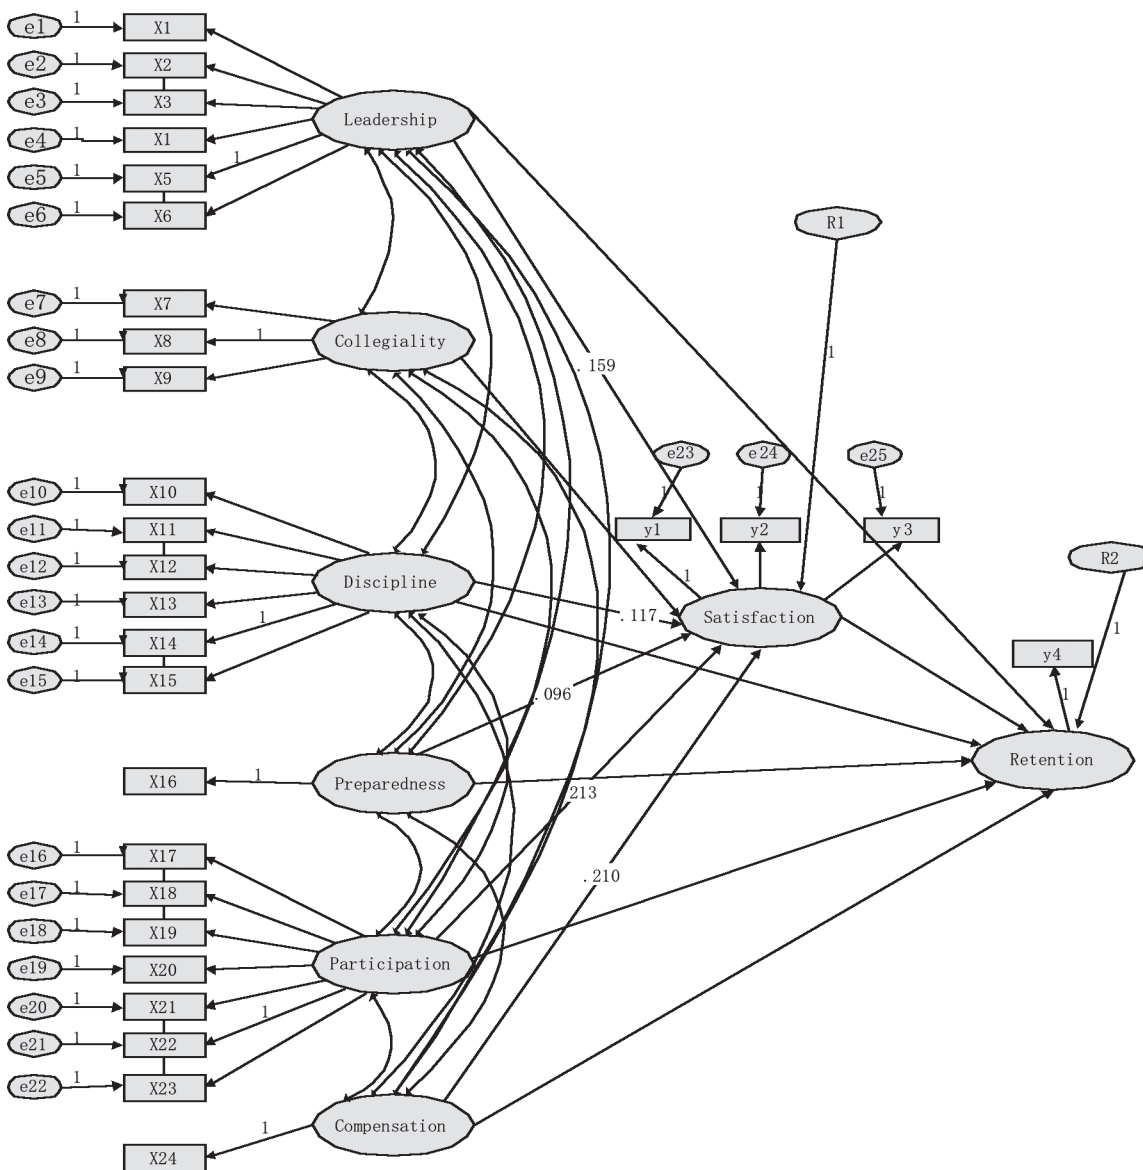 e1 1 X1
e2 1 X2
e3 1 X3
e4 1 X1
e5 1 X5
e6 1 X6
1
Leadership
e7 1 X7
e8 1 X8
e9 1 X9
1
Collegiality
e10 1 X10
e11 1 X11
e12 1 X12
e13 1 X13
e14 1 X14
e15 1 X15
1
Discipline
X16 1
Preparedness
e16 1 X17
e17 1 X18
e18 1 X19
e19 1 X20
e20 1 X21
e21 1 X22
e22 1 X23
1
Participation
X24 1
Compensation
.159
.117
.096
213
.210
R1
1
e23 e24 e25
1 1 1
y1 y2 y3
1
Satisfaction
R2
1
y4
1
Retention